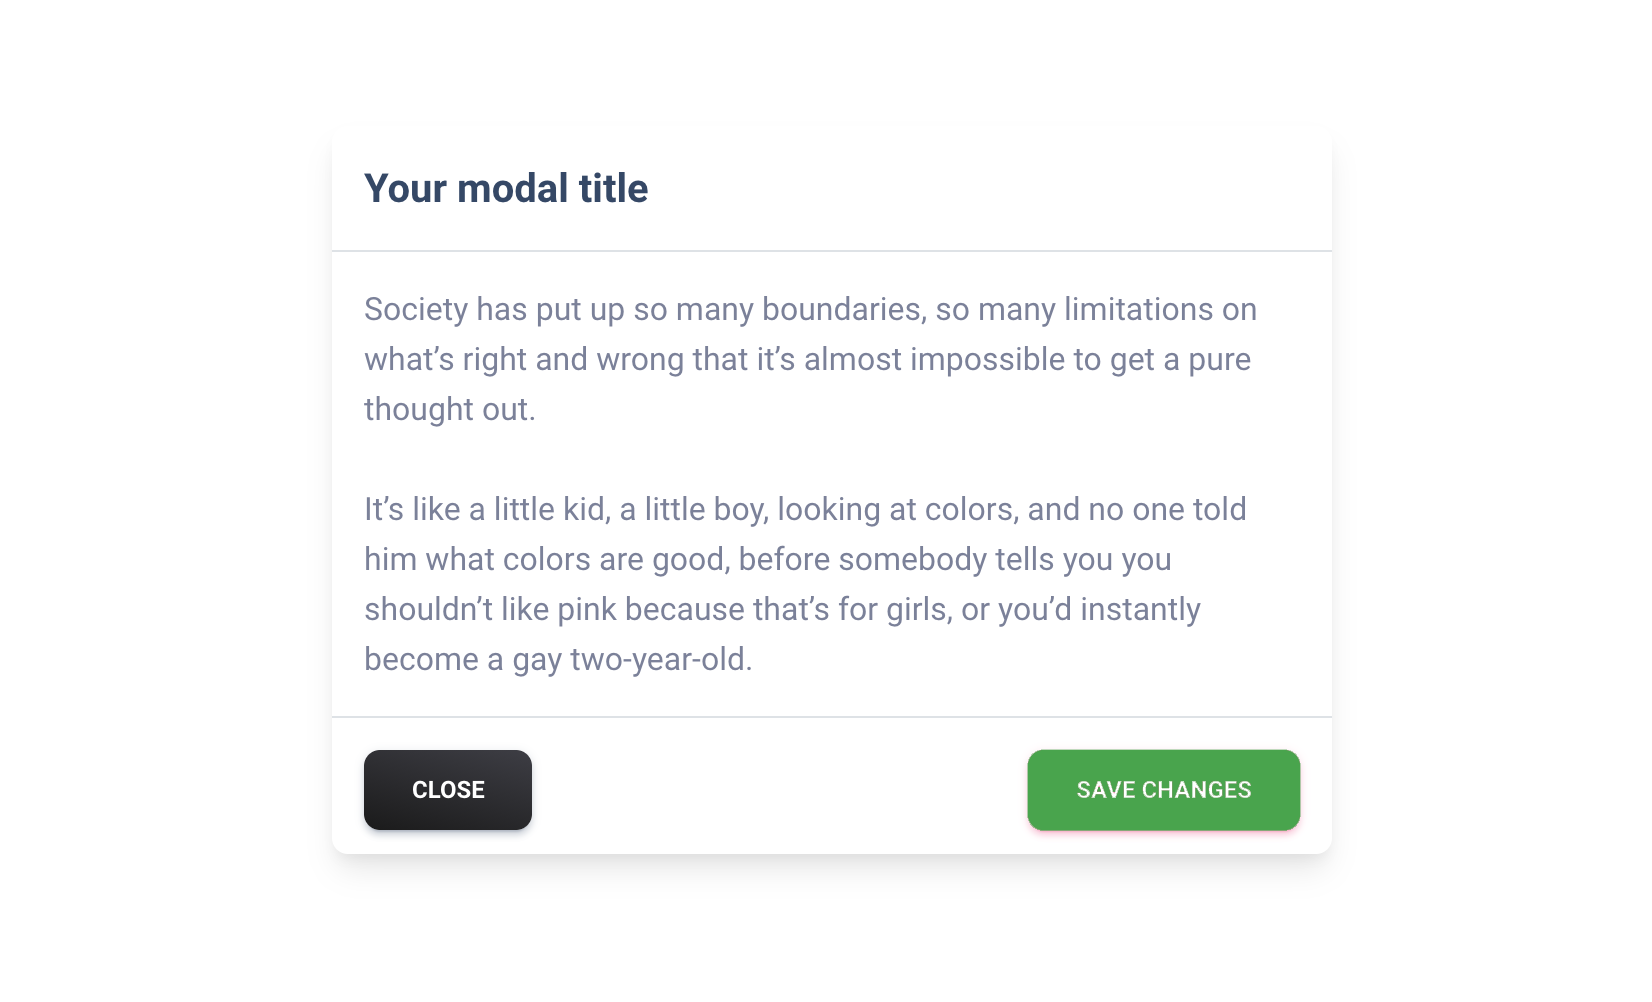 Your modal title
Society has put up so many boundaries, so many limitations on
what’s right and wrong that it’s almost impossible to get a pure
thought out.
It’s like a little kid, a little boy, looking at colors, and no one told
him what colors are good, before somebody tells you you
shouldn’t like pink because that’s for girls, or you’d instantly
become a gay two-year-old.
CLOSE
SAVE CHANGES